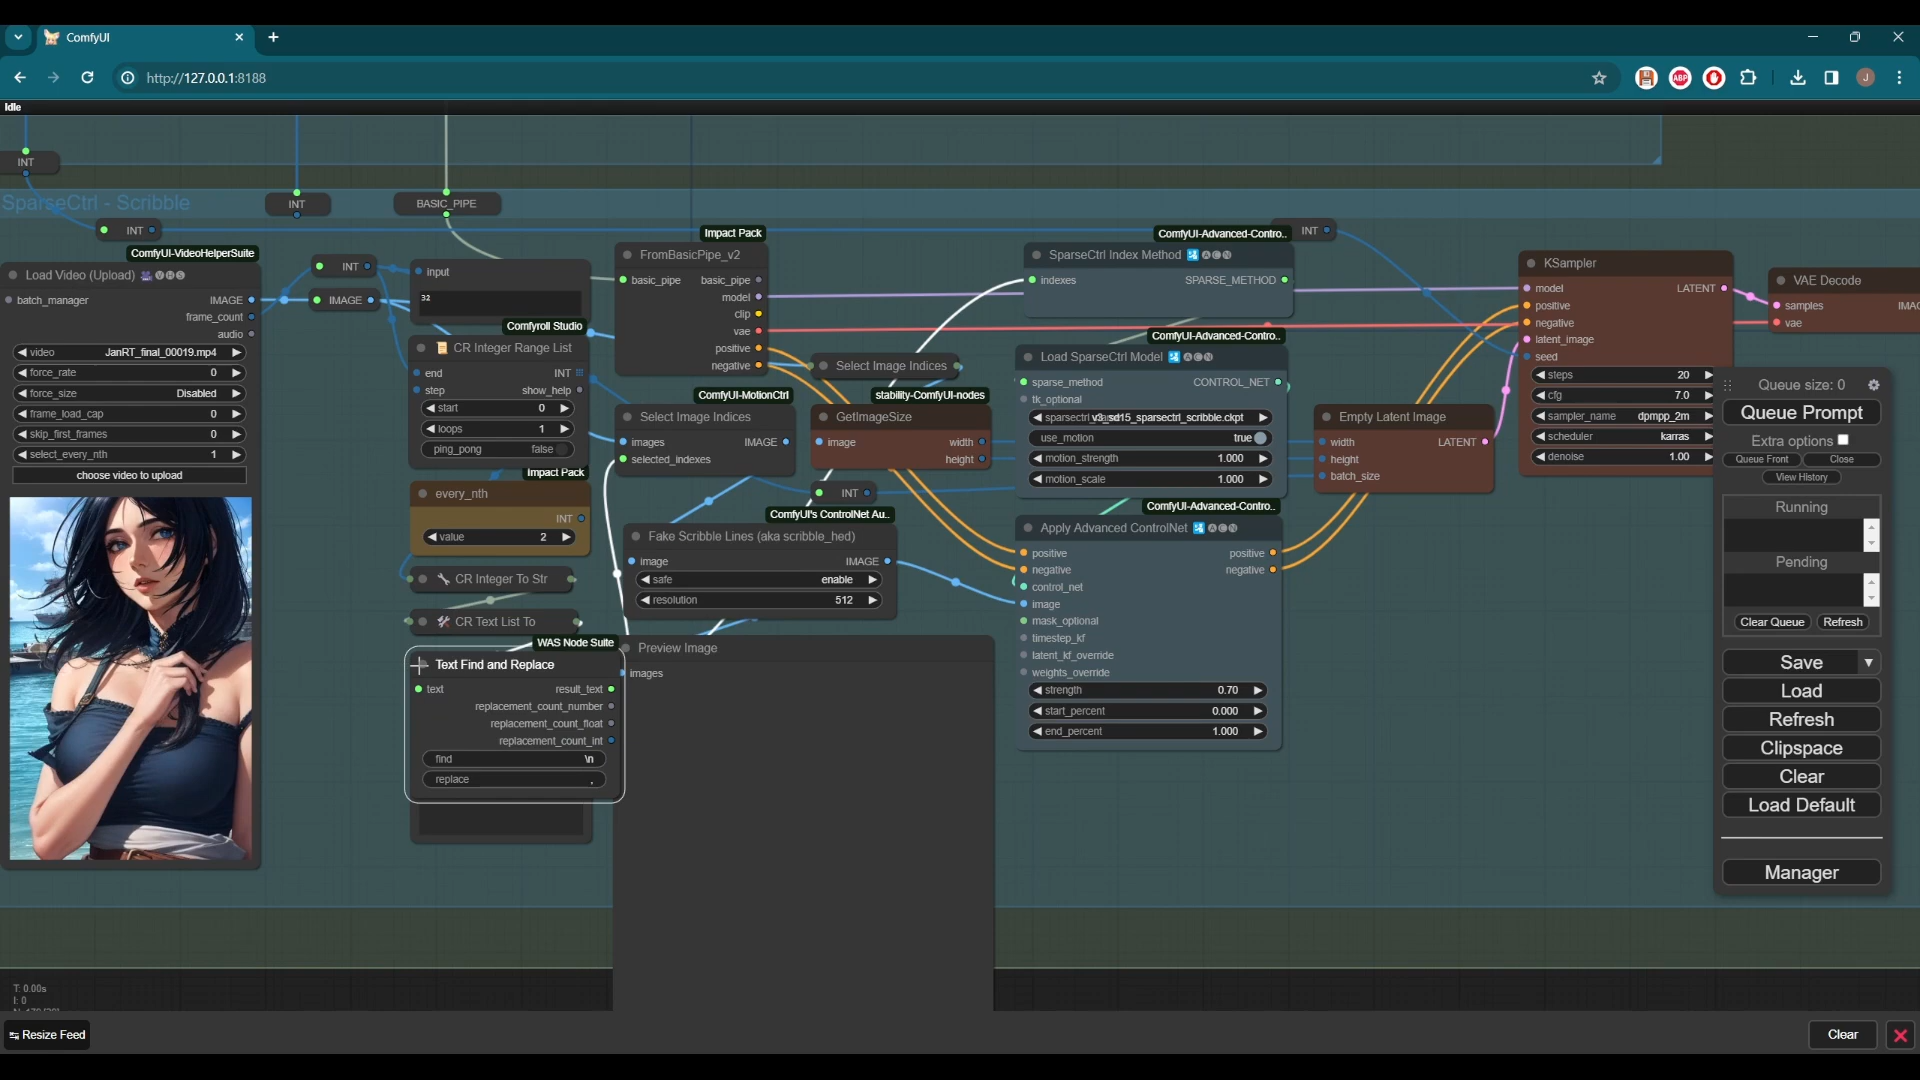 ComfyUI
http://127.0.0.1:8188
ABP
J
Idle
INT
SparseCtrl - Scribble
INT
BASIC_PIPE
INT
ComfyUI-VideoHelperSuite
Load Video (Upload)
batch_manager
IMAGE
frame_count
audio
video JanRT_final_00019.mp4
force_rate 0
force_size Disabled
frame_load_cap 0
skip_first_frames 0
select_every_nth 1
choose video to upload
INT
IMAGE
input
32
Comfyroll Studio
CR Integer Range List
end INT
step show_help
start 0
loops 1
ping_pong false
Impact Pack
every_nth
INT
value 2
CR Integer To Str
CR Text List To
WAS Node Suite
Text Find and Replace
text result_text
replacement_count_number
replacement_count_float
replacement_count_int
find \n
replace ,
Impact Pack
FromBasicPipe_v2
basic_pipe basic_pipe
model
clip
vae
positive
negative
Select Image Indices
ComfyUI-MotionCtrl
Select Image Indices
images IMAGE
selected_indexes
stability-ComfyUI-nodes
GetImageSize
image width
height
INT
ComfyUI's ControlNet Au..
Fake Scribble Lines (aka scribble_hed)
image IMAGE
safe enable
resolution 512
Preview Image
images
ComfyUI-Advanced-Contro..
INT
SparseCtrl Index Method
indexes SPARSE_METHOD
ComfyUI-Advanced-Contro..
Load SparseCtrl Model
sparse_method CONTROL_NET
tk_optional
v3_sd15_sparsectrl_scribble.ckpt
use_motion true
motion_strength 1.000
motion_scale 1.000
ComfyUI-Advanced-Contro..
Apply Advanced ControlNet
positive positive
negative negative
control_net
image
mask_optional
timestep_kf
latent_kf_override
weights_override
strength 0.70
start_percent 0.000
end_percent 1.000
Empty Latent Image
width LATENT
height
batch_size
KSampler
model LATENT
positive
negative
latent_image
seed
steps 20
cfg 7.0
sampler_name dpmpp_2m
scheduler karras
denoise 1.00
VAE Decode
samples
vae
Queue size: 0
Queue Prompt
Extra options
Queue Front Close
View History
Running
Pending
Clear Queue Refresh
Save
Load
Refresh
Clipspace
Clear
Load Default
Manager
T: 0.00s
I: 0
Resize Feed
Clear